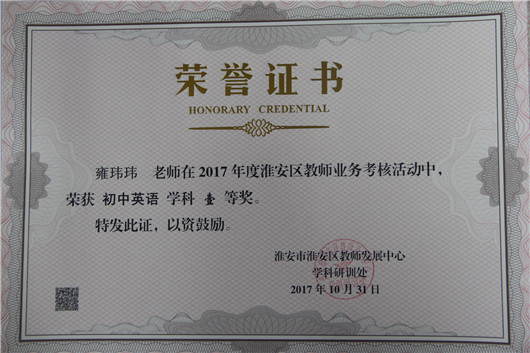 荣誉证书
HONORARY CREDENTIAL
雍玮玮 老师在2017年度淮安区教师业务考核活动中，
荣获 初中英语 学科 壹 等奖。
特发此证，以资鼓励。
淮安市淮安区教师发展中心
学科研训处
2017年10月31日